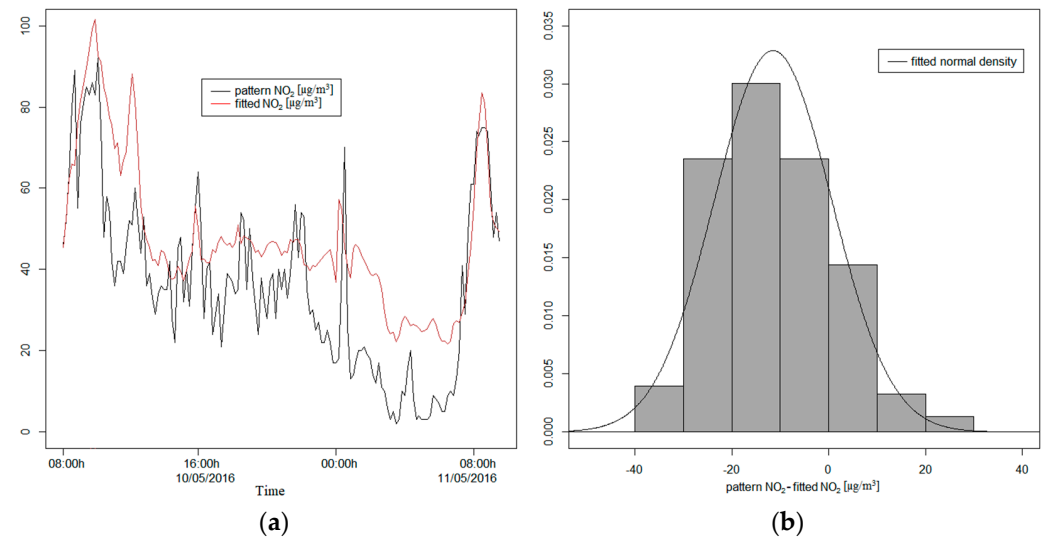 100
80
60
40
20
0
pattern NO₂ [µg/m³]
fitted NO₂ [µg/m³]
08:00h 16:00h 00:00h 08:00h
10/05/2016 11/05/2016
Time
(a)
0.035
0.030
0.025
0.020
0.015
0.010
0.005
0.000
fitted normal density
-40 -20 0 20 40
pattern NO₂-fitted NO₂ [µg/m³]
(b)